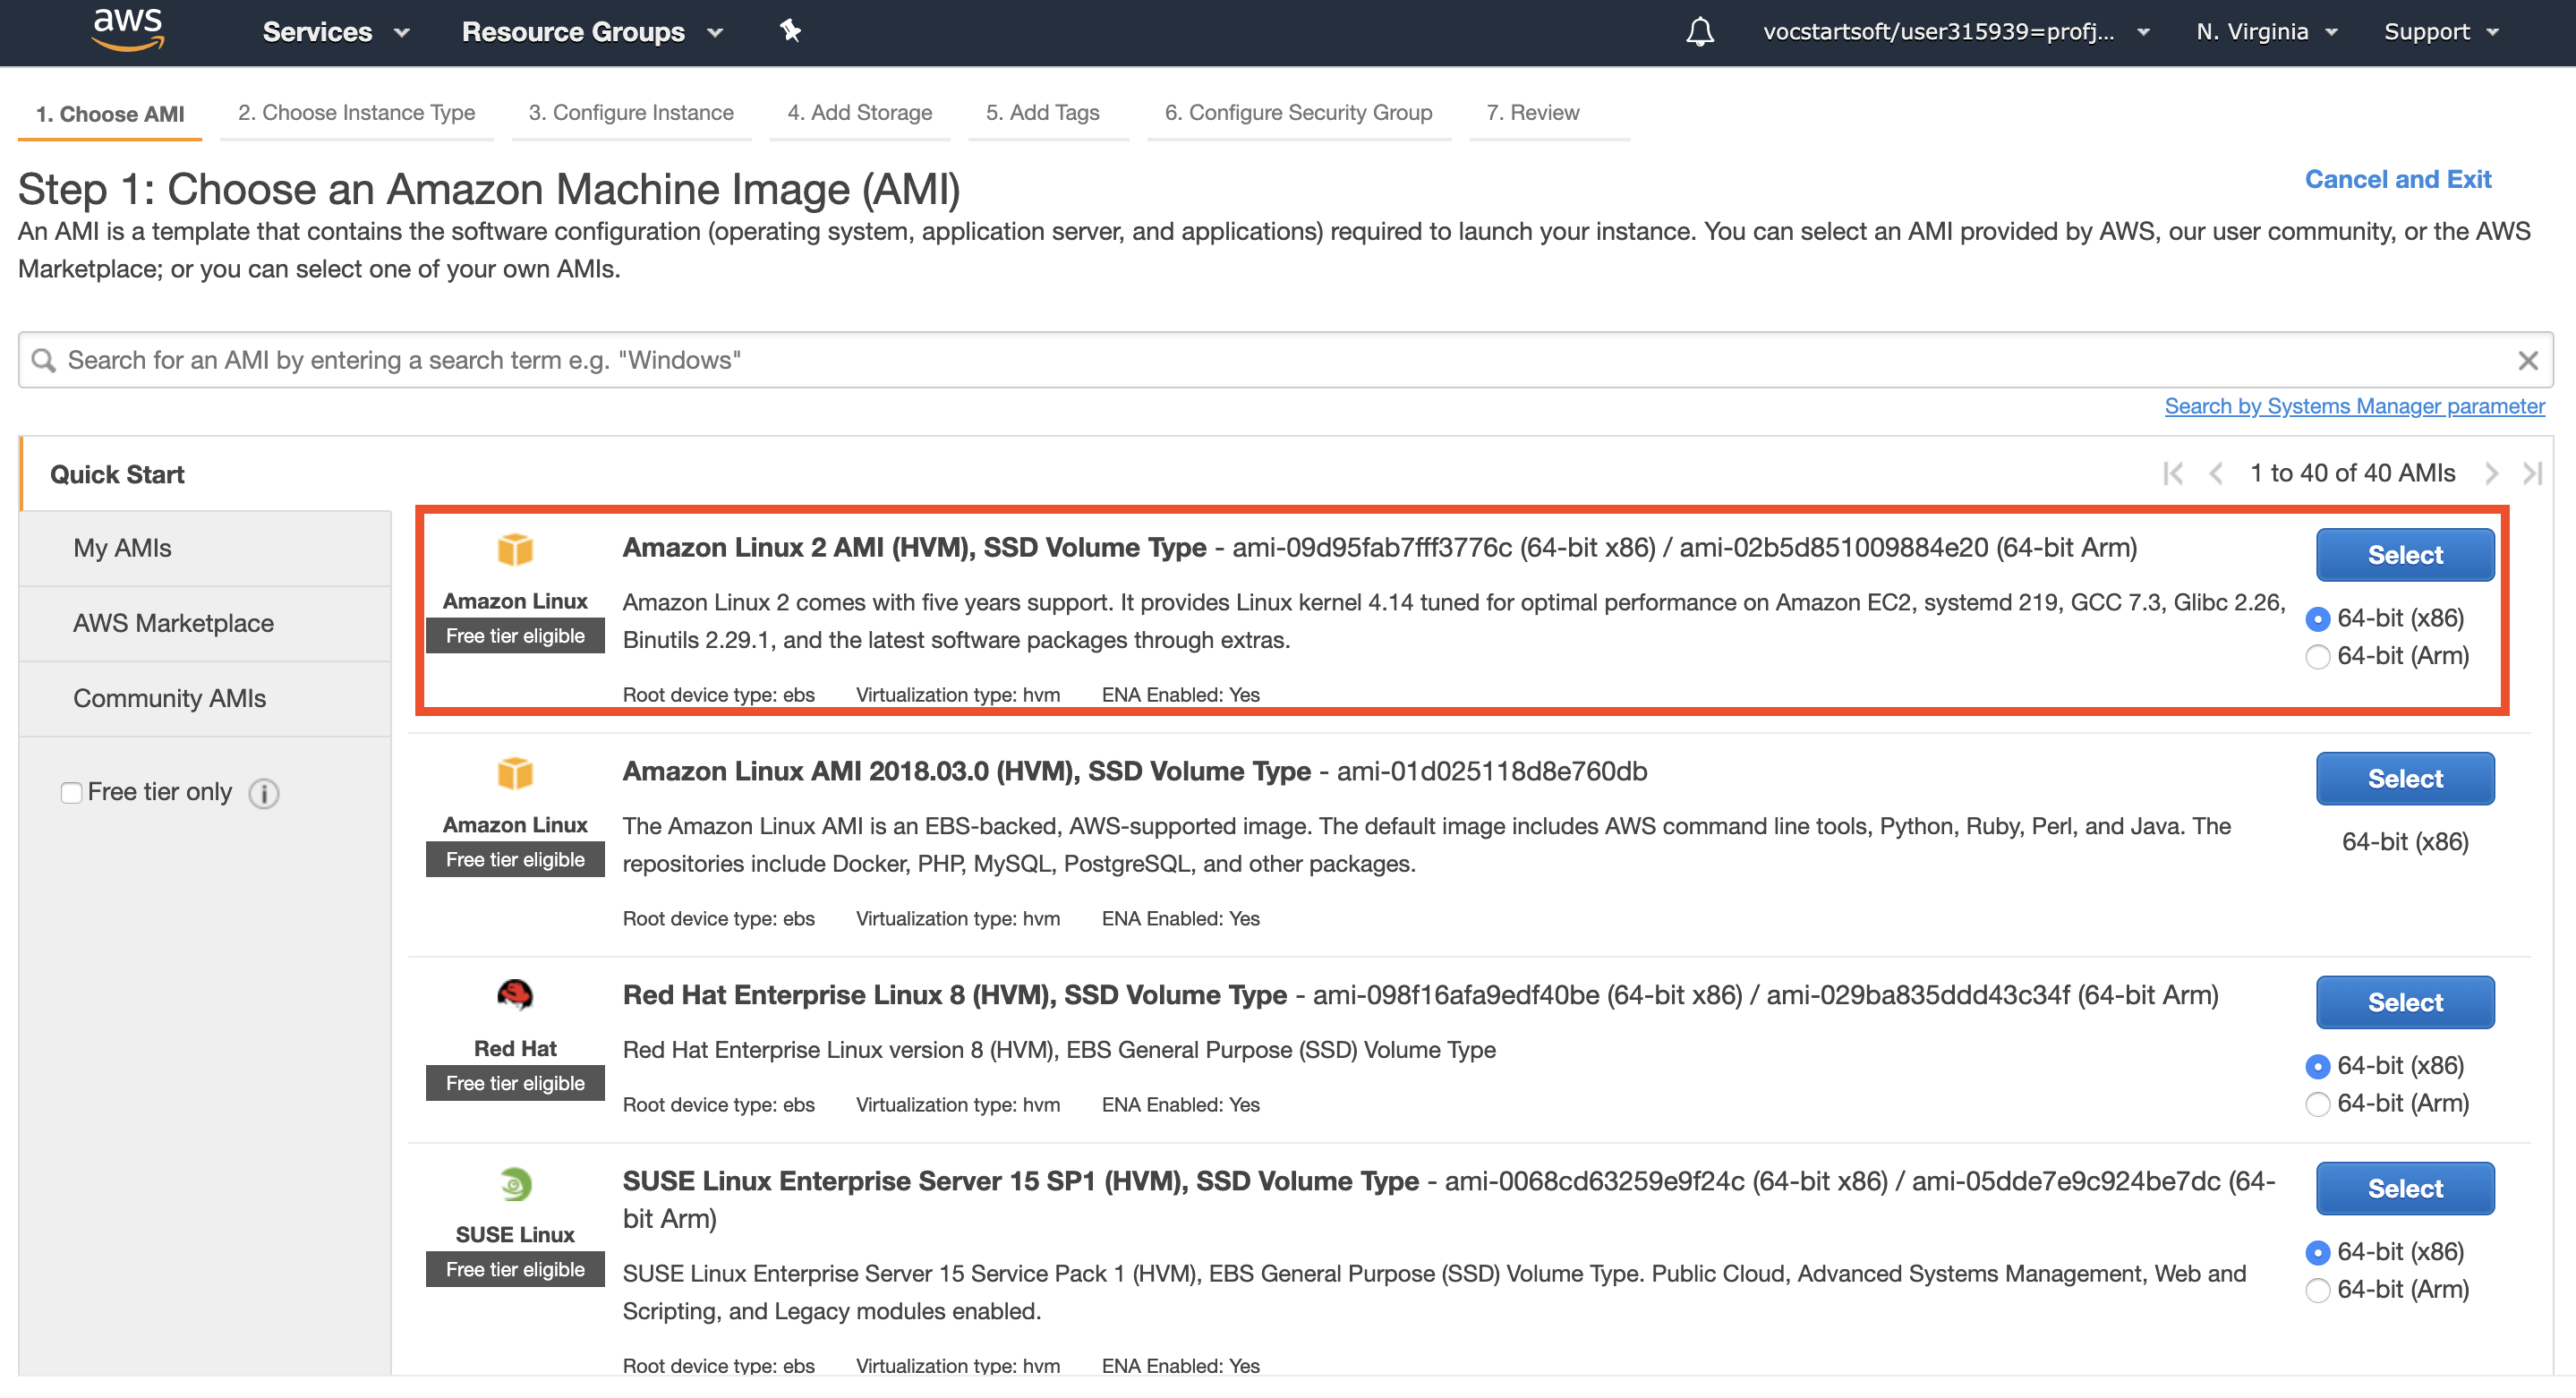 aws Services Resource Groups vocstartsoft/user315939=profj... N. Virginia Support
1. Choose AMI 2. Choose Instance Type 3. Configure Instance 4. Add Storage 5. Add Tags 6. Configure Security Group 7. Review
Step 1: Choose an Amazon Machine Image (AMI)
Cancel and Exit
An AMI is a template that contains the software configuration (operating system, application server, and applications) required to launch your instance. You can select an AMI provided by AWS, our user community, or the AWS
Marketplace; or you can select one of your own AMIs.
Search for an AMI by entering a search term e.g. "Windows"
Search by Systems Manager parameter
Quick Start
1 to 40 of 40 AMIs
My AMIs
AWS Marketplace
Community AMIs
Free tier only
Amazon Linux
Free tier eligible
Amazon Linux 2 AMI (HVM), SSD Volume Type - ami-09d95fab7fff3776c (64-bit x86) / ami-02b5d851009884e20 (64-bit Arm)
Amazon Linux 2 comes with five years support. It provides Linux kernel 4.14 tuned for optimal performance on Amazon EC2, systemd 219, GCC 7.3, Glibc 2.26,
Binutils 2.29.1, and the latest software packages through extras.
Root device type: ebs Virtualization type: hvm ENA Enabled: Yes
Select
64-bit (x86)
64-bit (Arm)
Amazon Linux
Free tier eligible
Amazon Linux AMI 2018.03.0 (HVM), SSD Volume Type - ami-01d025118d8e760db
The Amazon Linux AMI is an EBS-backed, AWS-supported image. The default image includes AWS command line tools, Python, Ruby, Perl, and Java. The
repositories include Docker, PHP, MySQL, PostgreSQL, and other packages.
Root device type: ebs Virtualization type: hvm ENA Enabled: Yes
Select
64-bit (x86)
Red Hat
Free tier eligible
Red Hat Enterprise Linux 8 (HVM), SSD Volume Type - ami-098f16afa9edf40be (64-bit x86) / ami-029ba835ddd43c34f (64-bit Arm)
Red Hat Enterprise Linux version 8 (HVM), EBS General Purpose (SSD) Volume Type
Root device type: ebs Virtualization type: hvm ENA Enabled: Yes
Select
64-bit (x86)
64-bit (Arm)
SUSE Linux
Free tier eligible
SUSE Linux Enterprise Server 15 SP1 (HVM), SSD Volume Type - ami-0068cd63259e9f24c (64-bit x86) / ami-05dde7e9c924be7dc (64-
bit Arm)
SUSE Linux Enterprise Server 15 Service Pack 1 (HVM), EBS General Purpose (SSD) Volume Type. Public Cloud, Advanced Systems Management, Web and
Scripting, and Legacy modules enabled.
Root device type: ebs Virtualization type: hvm ENA Enabled: Yes
Select
64-bit (x86)
64-bit (Arm)